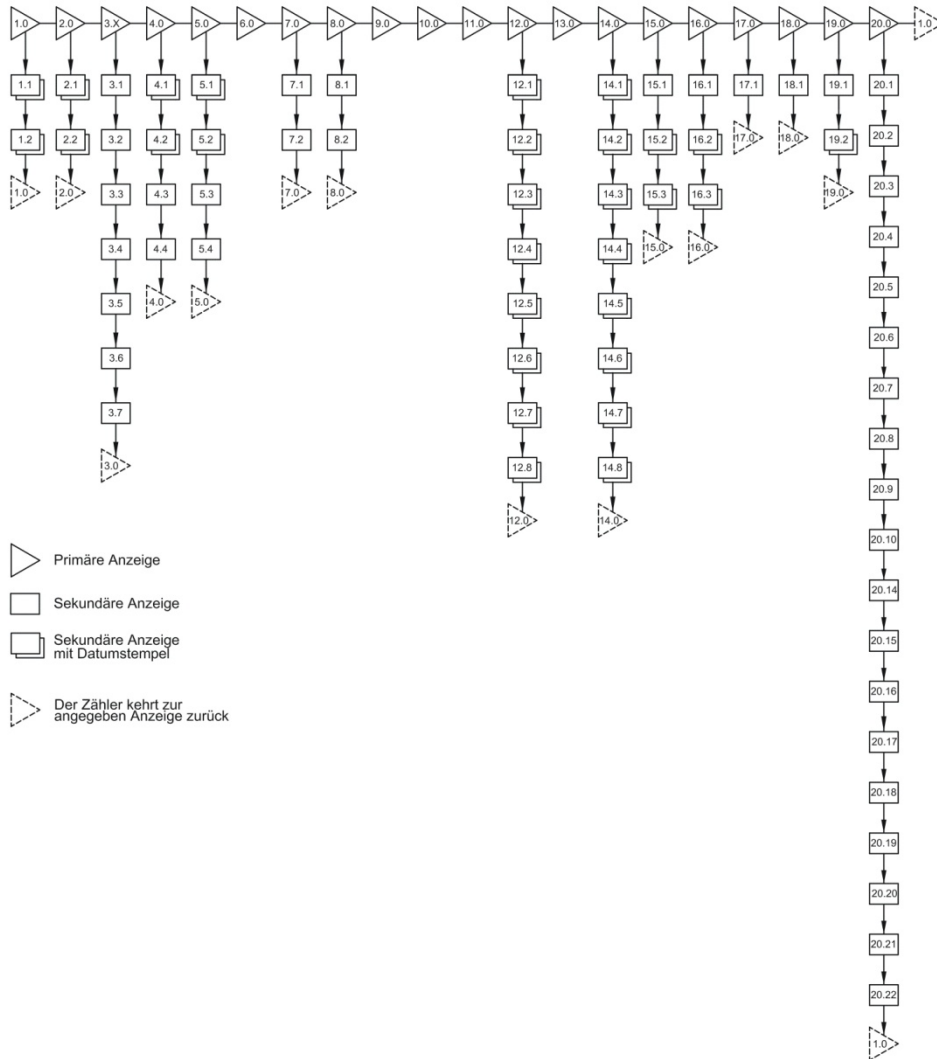 1.0 2.0 3.X 4.0 5.0 6.0 7.0 8.0 9.0 10.0 11.0 12.0 13.0 14.0 15.0 16.0 17.0 18.0 19.0 20.0 1.0
1.1 2.1 3.1 4.1 5.1 7.1 8.1 12.1 14.1 15.1 16.1 17.1 18.1 19.1 20.1
1.2 2.2 3.2 4.2 5.2 7.2 8.2 12.2 14.2 15.2 16.2 17.0 18.0 19.2 20.2
1.0 2.0 3.3 4.3 5.3 7.0 8.0 12.3 14.3 15.3 16.3 19.0 20.3
3.4 4.4 5.4 12.4 14.4 15.0 16.0 20.4
3.5 4.0 5.0 12.5 14.5 20.5
3.6 12.6 14.6 20.6
3.7 12.7 14.7 20.7
3.0 12.8 14.8 20.8
12.0 14.0 20.9
20.10
20.14
20.15
20.16
20.17
20.18
20.19
20.20
20.21
20.22
1.0
Primäre Anzeige
Sekundäre Anzeige
Sekundäre Anzeige
mit Datumstempel
Der Zähler kehrt zur
angegeben Anzeige zurück